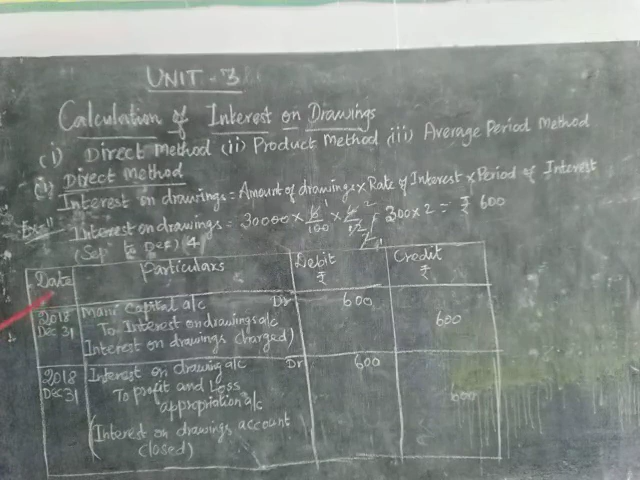 UNIT - 3
Calculation of Interest on Drawings
(i) Direct Method (ii) Product Method (iii) Average Period Method
(i) Direct Method
Interest on drawings = Amount of drawings x Rate of Interest x Period of Interest
Interest on drawings = 30000 x 6/100 x 4/12 = 300 x 2 = ₹ 600
(Sep to Dec) 4
Date Particulars Debit ₹ Credit ₹
2018 Dec 31 Mani Capital a/c Dr 600
To Interest on drawings a/c 600
Interest on drawings charged)
2018 Dec 31 Interest on drawing a/c Dr 600
To profit and Loss
appropriation a/c 600
(Interest on drawings account
closed)